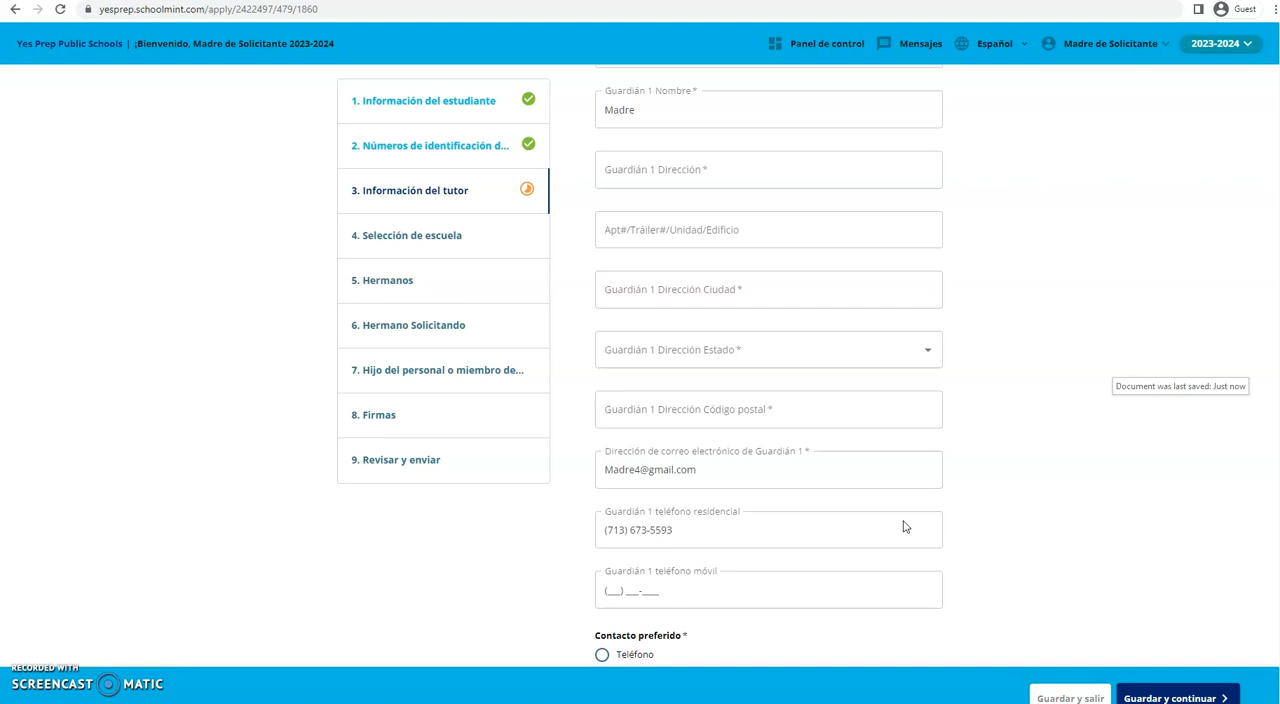 yesprep.schoolmint.com/apply/2422497/479/1860
Guest
Yes Prep Public Schools | ¡Bienvenido, Madre de Solicitante 2023-2024
Panel de control
Mensajes
Español
Madre de Solicitante
2023-2024
1. Información del estudiante
2. Números de identificación d...
3. Información del tutor
4. Selección de escuela
5. Hermanos
6. Hermano Solicitando
7. Hijo del personal o miembro de...
8. Firmas
9. Revisar y enviar
Guardián 1 Nombre *
Madre
Guardián 1 Dirección *
Apt#/Tráiler#/Unidad/Edificio
Guardián 1 Dirección Ciudad *
Guardián 1 Dirección Estado *
Guardián 1 Dirección Código postal *
Dirección de correo electrónico de Guardián 1 *
Madre4@gmail.com
Guardián 1 teléfono residencial
(713) 673-5593
Guardián 1 teléfono móvil
(___) ___-____
Contacto preferido *
Teléfono
Document was last saved: Just now
RECORDED WITH
SCREENCAST MATIC
Guardar y salir
Guardar y continuar